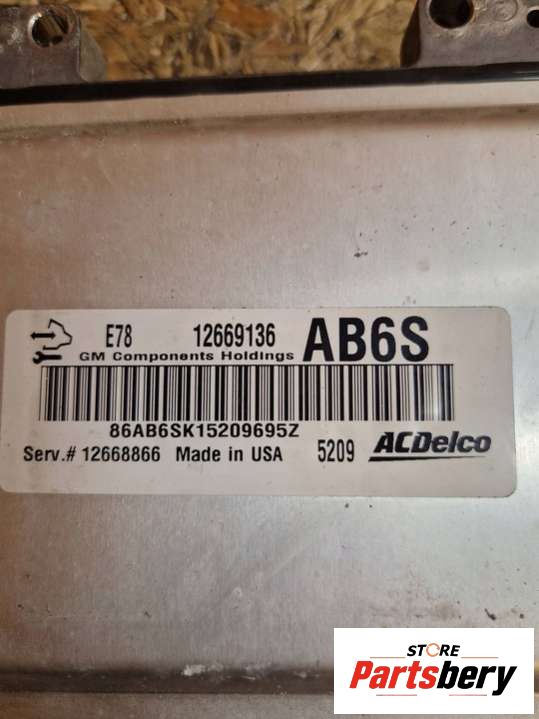 E78 12669136 AB6S
GM Components Holdings
86AB6SK15209695Z
Serv.# 12668866 Made in USA 5209 ACDelco
STORE
Partsbery